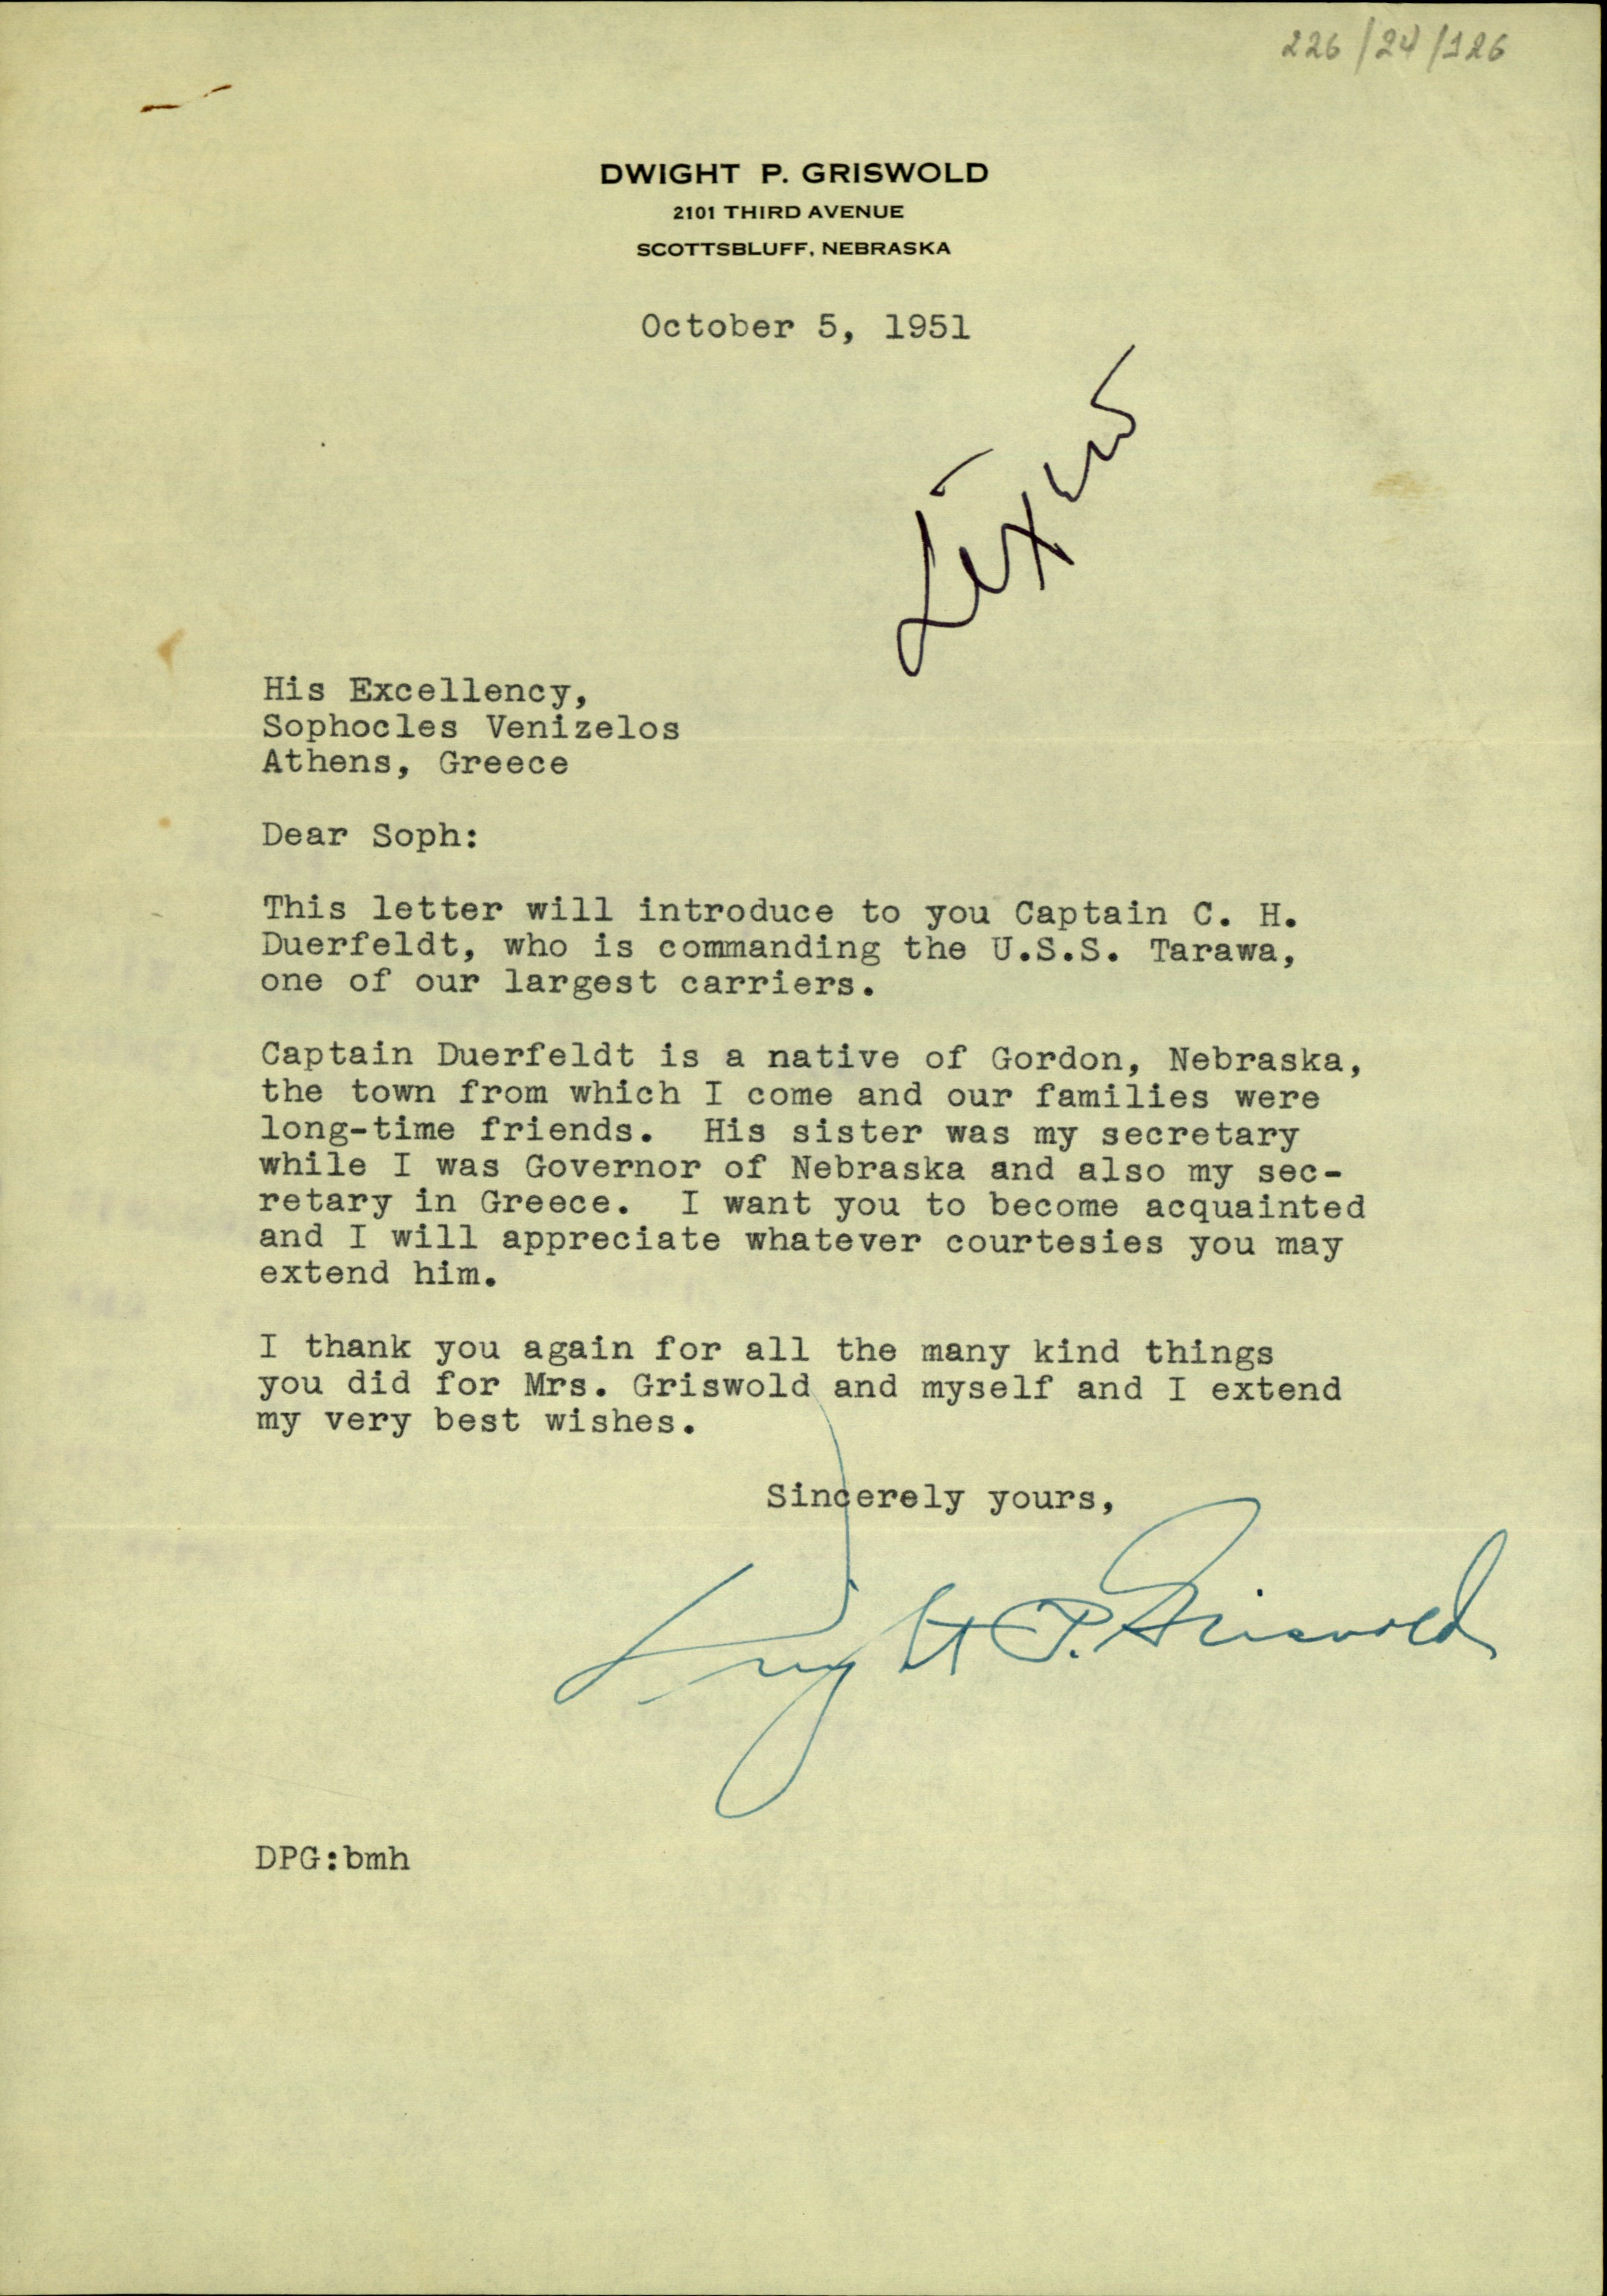 226/24/126
DWIGHT P. GRISWOLD
2101 THIRD AVENUE
SCOTTSBLUFF, NEBRASKA
October 5, 1951
His Excellency,
Sophocles Venizelos
Athens, Greece
Dear Soph:
This letter will introduce to you Captain C. H.
Duerfeldt, who is commanding the U.S.S. Tarawa,
one of our largest carriers.
Captain Duerfeldt is a native of Gordon, Nebraska,
the town from which I come and our families were
long-time friends. His sister was my secretary
while I was Governor of Nebraska and also my sec-
retary in Greece. I want you to become acquainted
and I will appreciate whatever courtesies you may
extend him.
I thank you again for all the many kind things
you did for Mrs. Griswold and myself and I extend
my very best wishes.
Sincerely yours,
Dwight P. Griswold
DPG:bmh